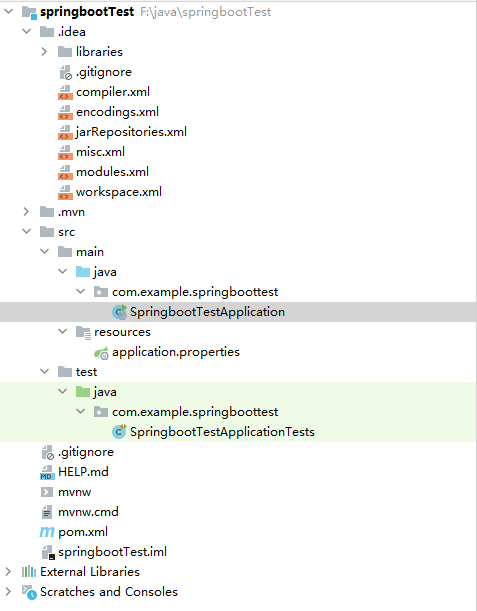 springbootTest F:\java\springbootTest
.idea
libraries
.gitignore
compiler.xml
encodings.xml
jarRepositories.xml
misc.xml
modules.xml
workspace.xml
.mvn
src
main
java
com.example.springboottest
SpringbootTestApplication
resources
application.properties
test
java
com.example.springboottest
SpringbootTestApplicationTests
.gitignore
HELP.md
mvnw
mvnw.cmd
pom.xml
springbootTest.iml
External Libraries
Scratches and Consoles